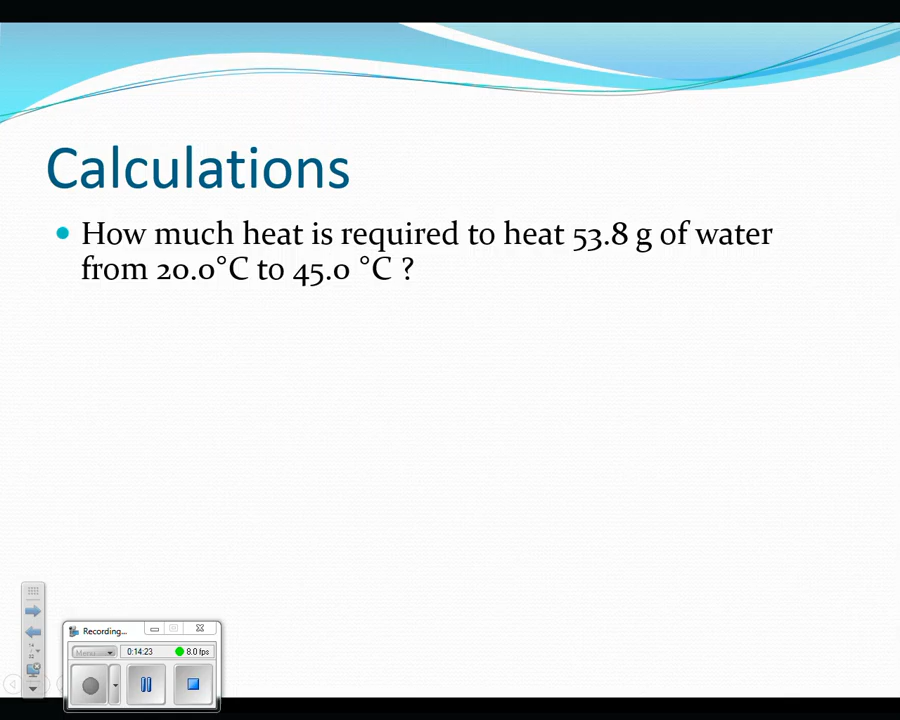 Calculations
• How much heat is required to heat 53.8 g of water
from 20.0°C to 45.0 °C ?
Recording...
Menu
0:14:23
8.0 fps